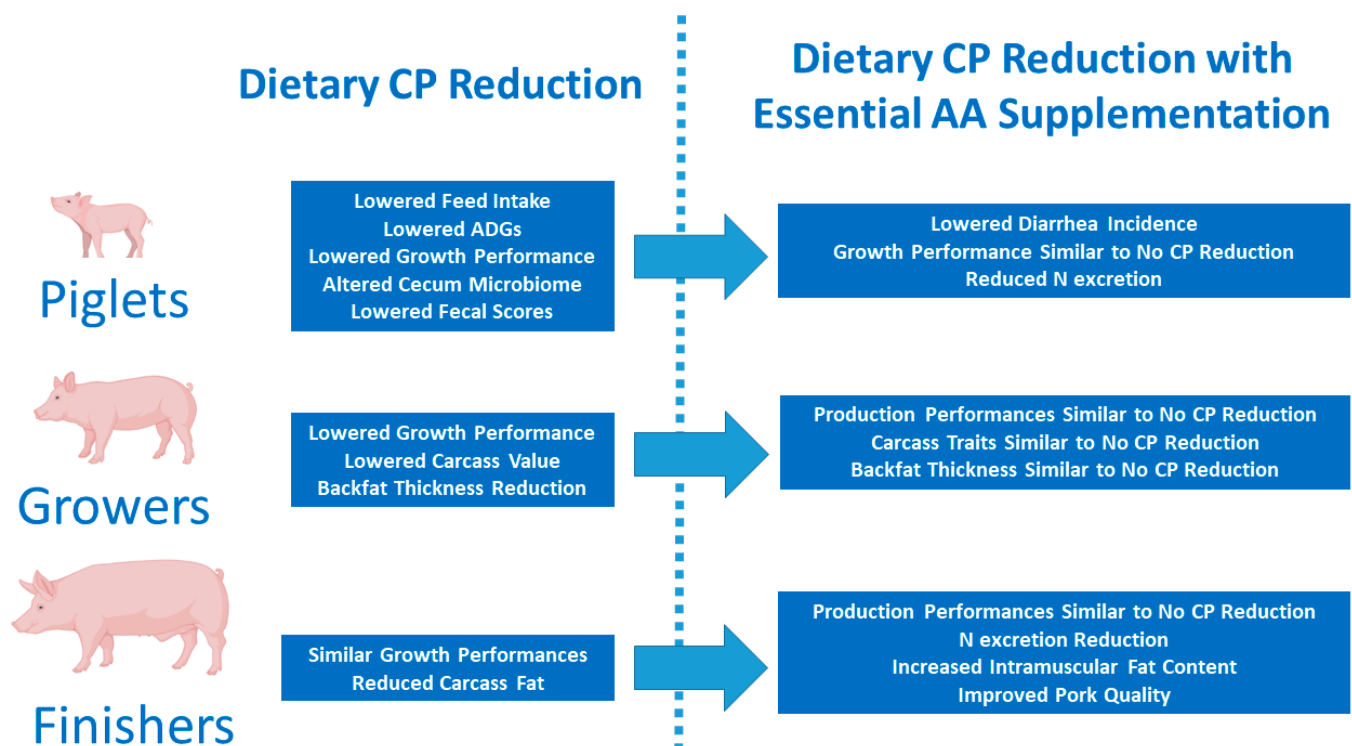 Dietary CP Reduction
Dietary CP Reduction with
Essential AA Supplementation
Piglets
Lowered Feed Intake
Lowered ADGs
Lowered Growth Performance
Altered Cecum Microbiome
Lowered Fecal Scores
Lowered Diarrhea Incidence
Growth Performance Similar to No CP Reduction
Reduced N excretion
Growers
Lowered Growth Performance
Lowered Carcass Value
Backfat Thickness Reduction
Production Performances Similar to No CP Reduction
Carcass Traits Similar to No CP Reduction
Backfat Thickness Similar to No CP Reduction
Finishers
Similar Growth Performances
Reduced Carcass Fat
Production Performances Similar to No CP Reduction
N excretion Reduction
Increased Intramuscular Fat Content
Improved Pork Quality